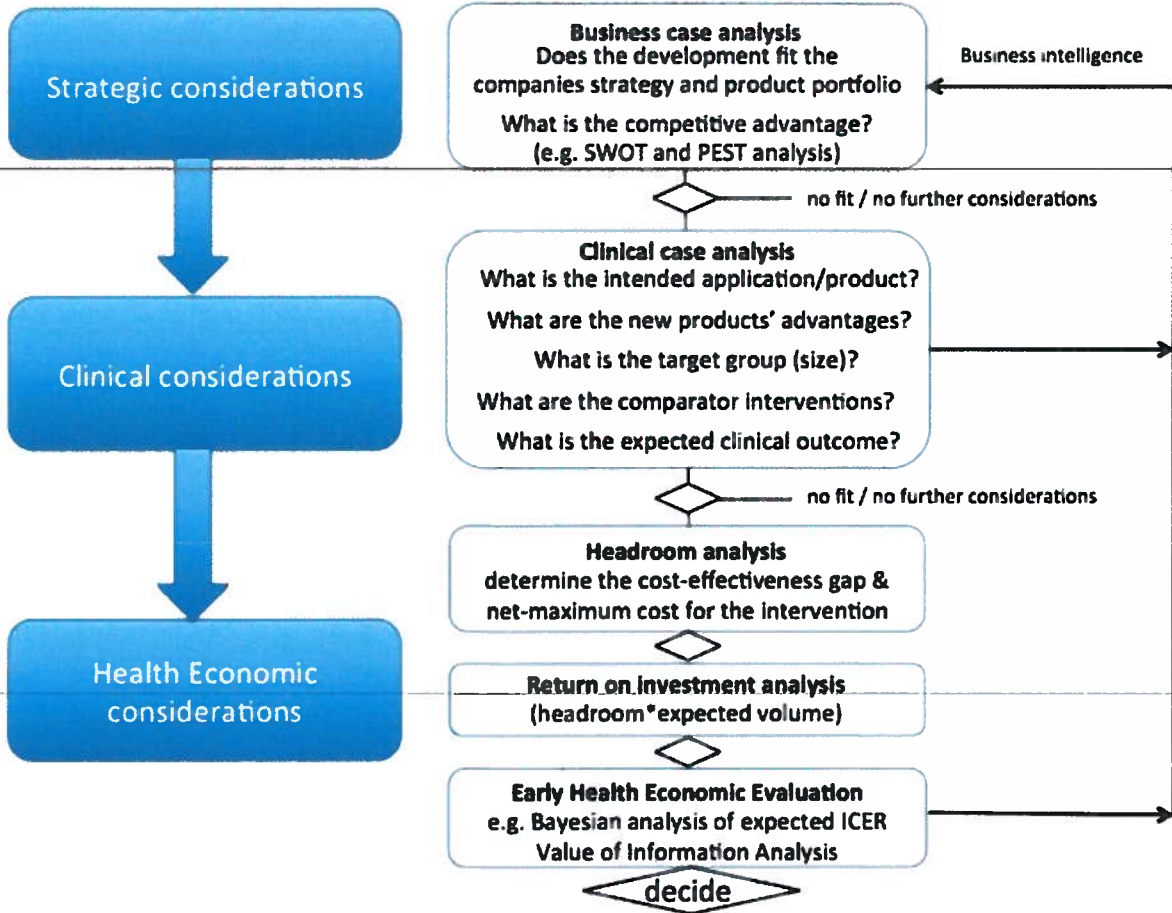 Strategic considerations
Business case analysis
Does the development fit the
companies strategy and product portfolio
What is the competitive advantage?
(e.g. SWOT and PEST analysis)
Business intelligence
no fit / no further considerations
Clinical considerations
Clinical case analysis
What is the intended application/product?
What are the new products’ advantages?
What is the target group (size)?
What are the comparator interventions?
What is the expected clinical outcome?
no fit / no further considerations
Health Economic
considerations
Headroom analysis
determine the cost-effectiveness gap &
net-maximum cost for the intervention
Return on investment analysis
(headroom*expected volume)
Early Health Economic Evaluation
e.g. Bayesian analysis of expected ICER
Value of Information Analysis
decide